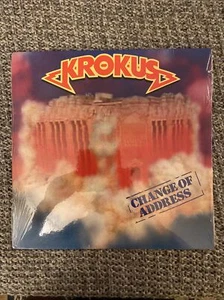 KROKUS
CHANGE OF
ADDRESS